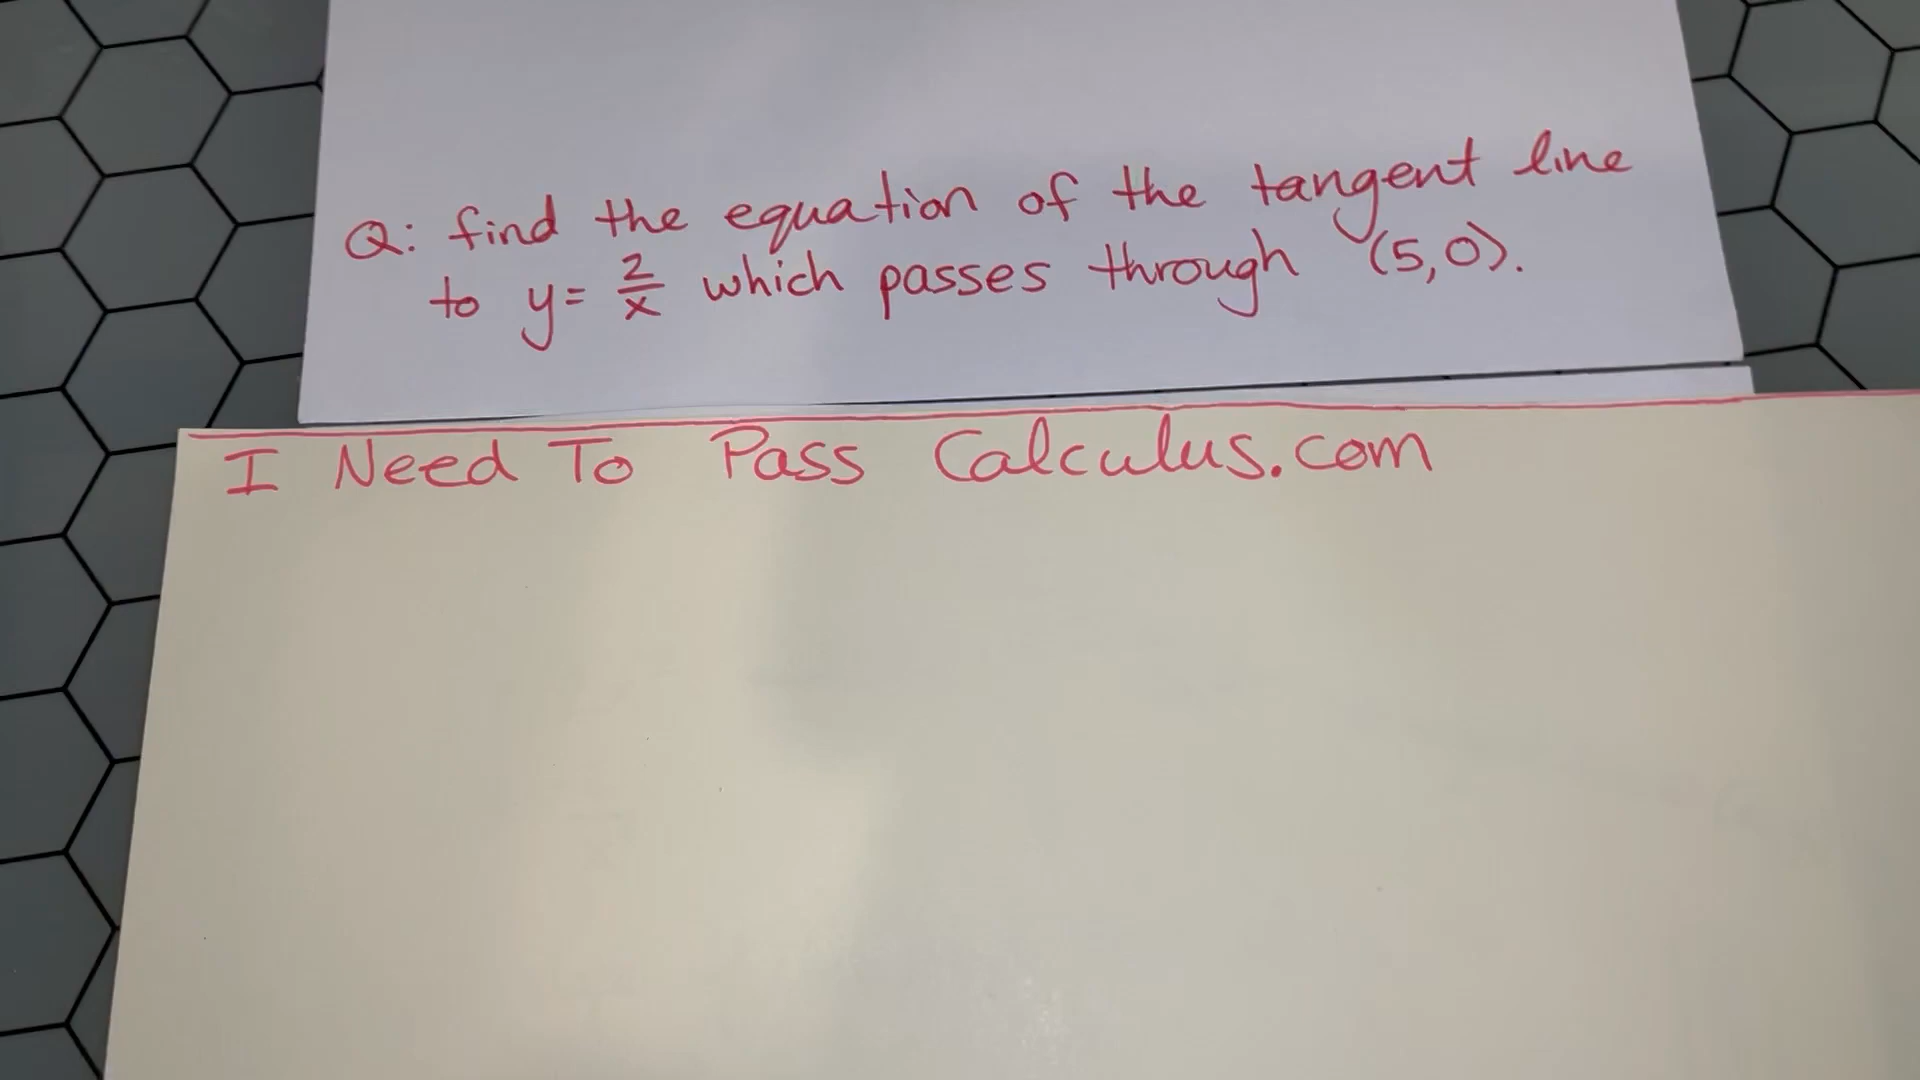 Q: find the equation of the tangent line
to y = 2/x which passes through (5,0).
I Need To Pass Calculus.com